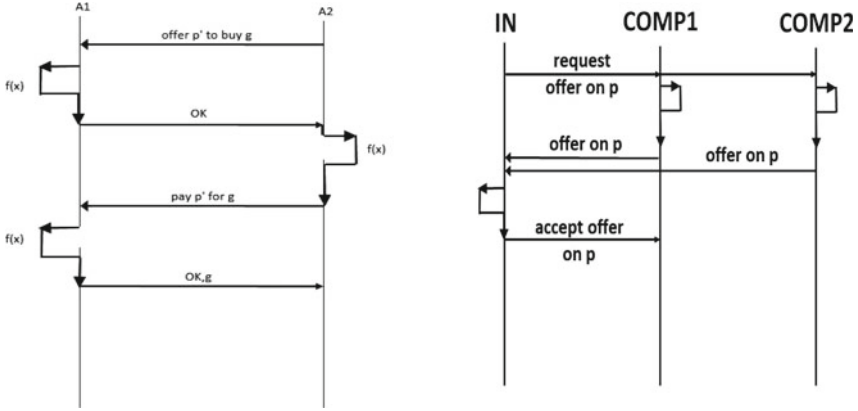 A1
A2
offer p' to buy g
f(x)
OK
f(x)
pay p' for g
f(x)
OK,g
IN
COMP1
COMP2
request
offer on p
offer on p
offer on p
accept offer
on p